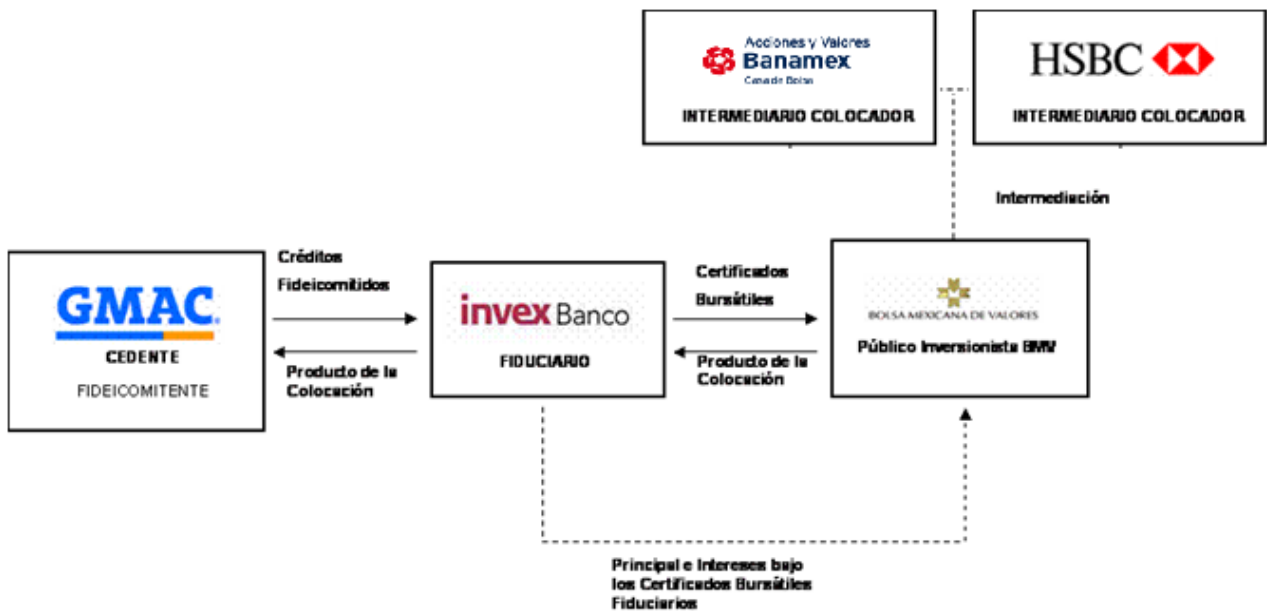 Acciones y Valores
Banamex
Casa de Bolsa
INTERMEDIARIO COLOCADOR
HSBC
INTERMEDIARIO COLOCADOR
Intermediación
GMAC
CEDENTE
FIDEICOMITENTE
Créditos
Fideicomitidos
Producto de la
Colocación
invex Banco
FIDUCIARIO
Certificados
Bursátiles
Producto de la
Colocación
BOLSA MEXICANA DE VALORES
Público Inversionista BMV
Principal e Intereses bajo
los Certificados Bursátiles
Fiduciarios